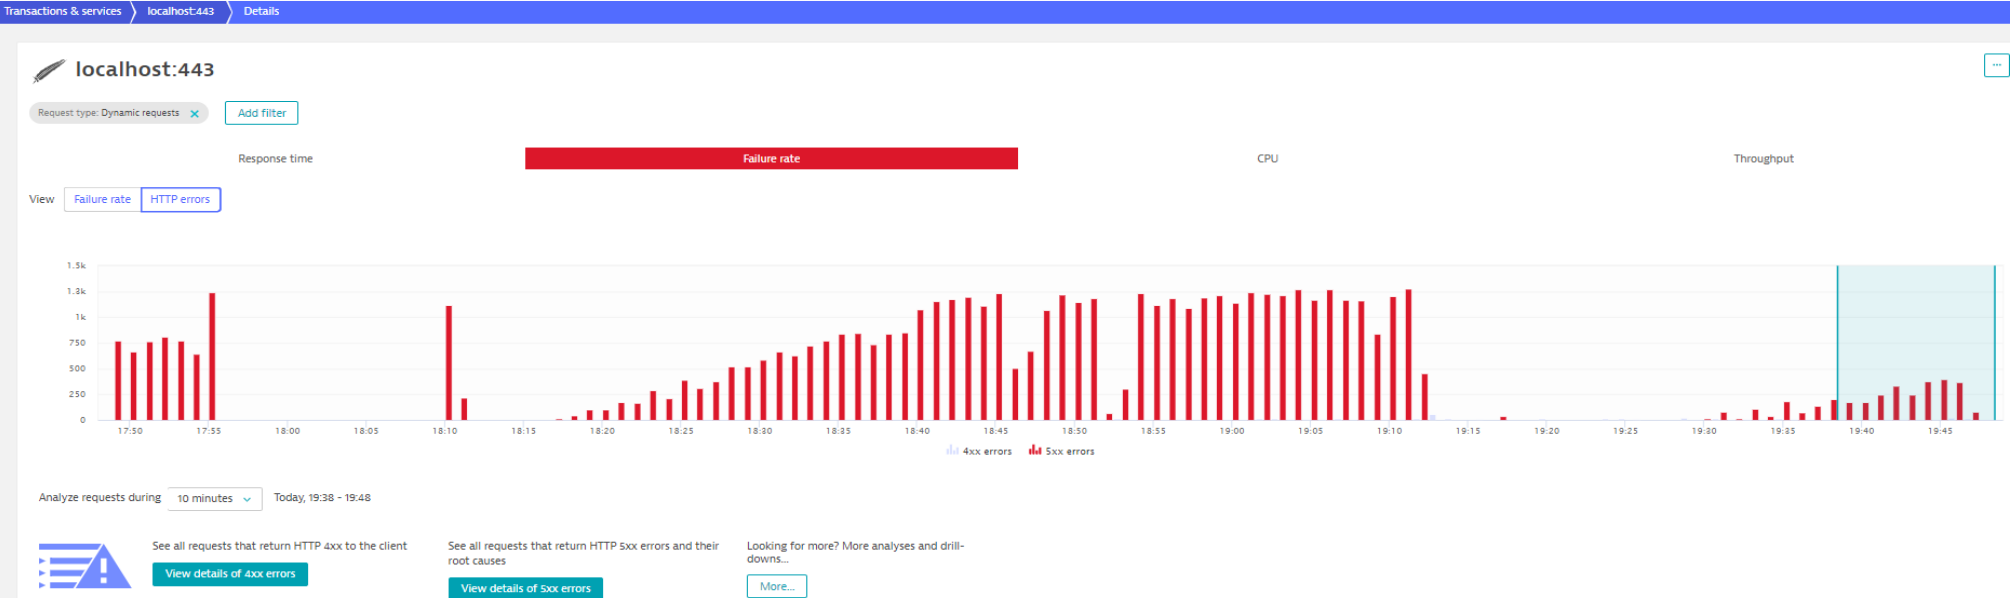 Transactions & services localhost:443 Details
localhost:443
...
Request type: Dynamic requests × Add filter
Response time Failure rate CPU Throughput
View Failure rate HTTP errors
1.5k
1.3k
1k
750
500
250
0
17:50 17:55 18:00 18:05 18:10 18:15 18:20 18:25 18:30 18:35 18:40 18:45 18:50 18:55 19:00 19:05 19:10 19:15 19:20 19:25 19:30 19:35 19:40 19:45
4xx errors 5xx errors
Analyze requests during 10 minutes Today, 19:38 - 19:48
See all requests that return HTTP 4xx to the client
View details of 4xx errors
See all requests that return HTTP 5xx errors and their
root causes
View details of 5xx errors
Looking for more? More analyses and drill-
downs...
More...